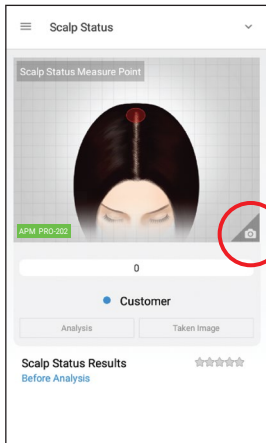 Scalp Status
Scalp Status Measure Point
APM PRO-202
0
Customer
Analysis
Taken Image
Scalp Status Results
Before Analysis